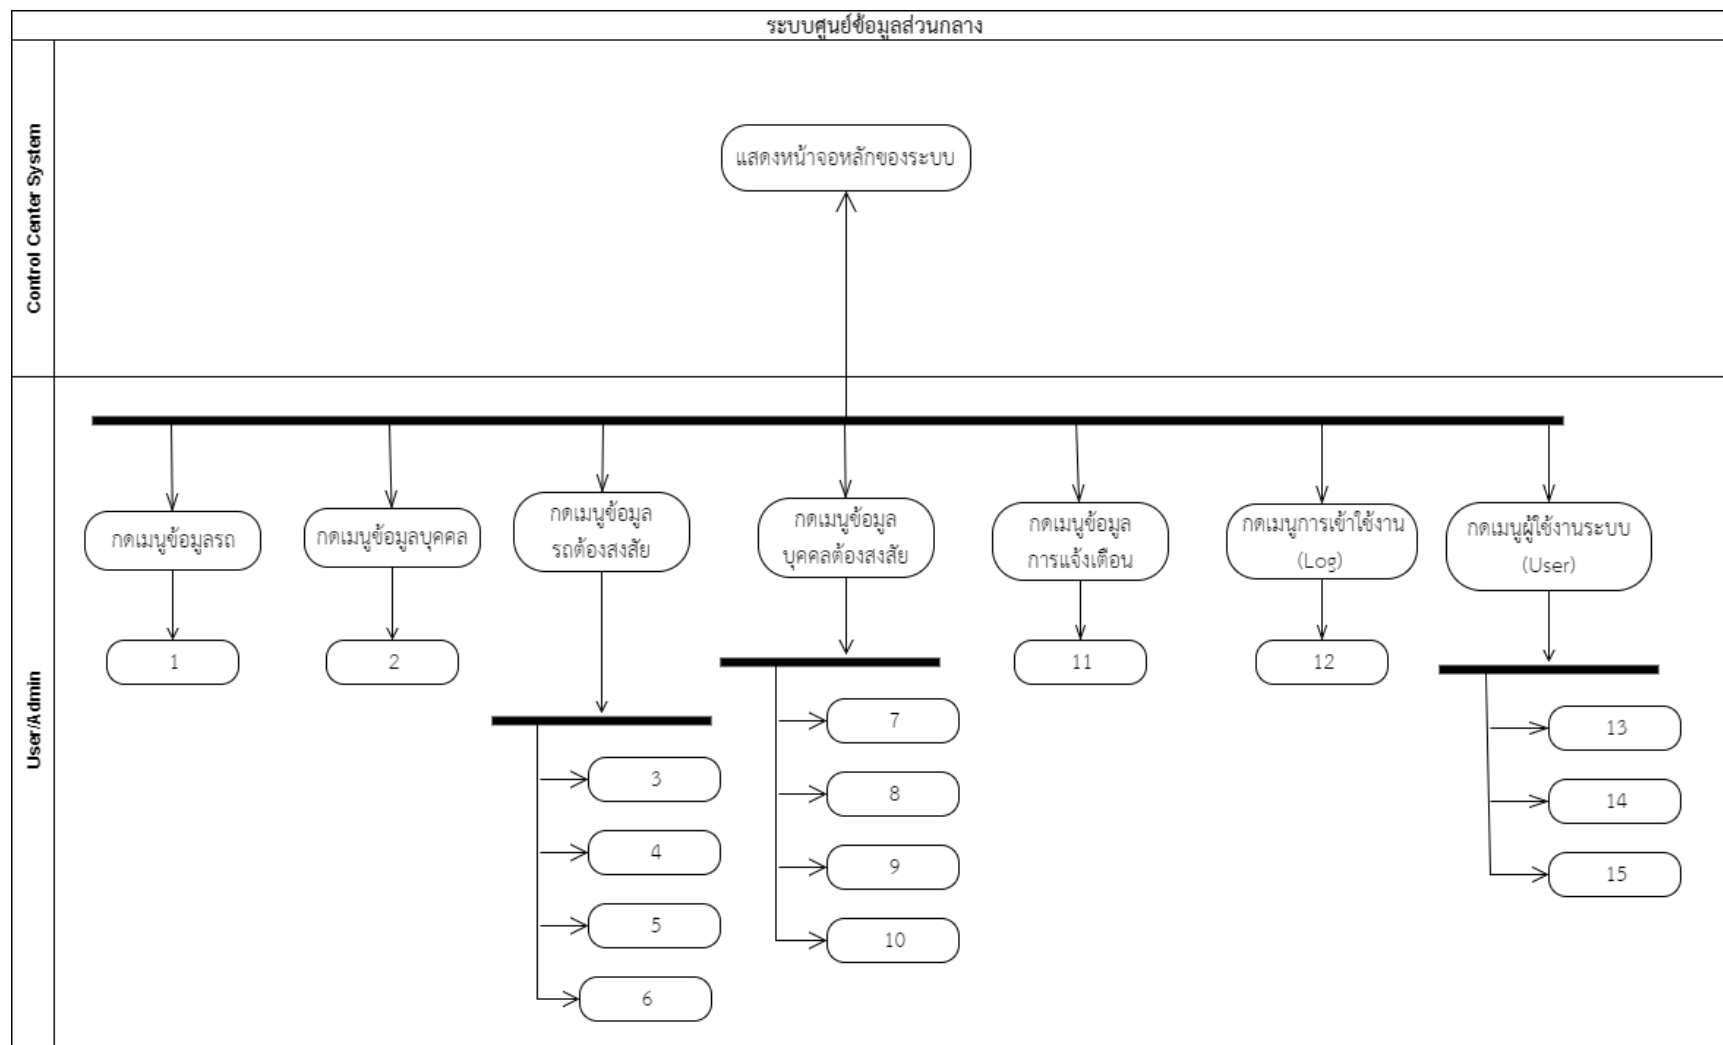 ระบบศูนย์ข้อมูลส่วนกลาง
Control Center System
แสดงหน้าจอหลักของระบบ
User/Admin
กดเมนูข้อมูลรถ
กดเมนูข้อมูลบุคคล
กดเมนูข้อมูล
รถต้องสงสัย
กดเมนูข้อมูล
บุคคลต้องสงสัย
กดเมนูข้อมูล
การแจ้งเตือน
กดเมนูการเข้าใช้งาน
(Log)
กดเมนูผู้ใช้งานระบบ
(User)
1
2
3
4
5
6
7
8
9
10
11
12
13
14
15